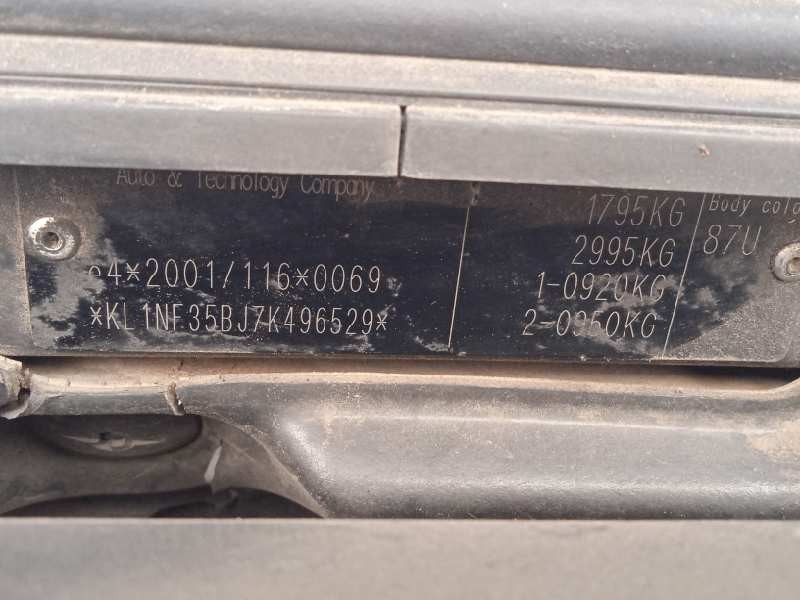 Auto & Technology Company
e4*2001/116*0069
*KL1NF35BJ7K496529*
1795KG
2995KG
1-0920KG
2-0950KG
Body colo
87U